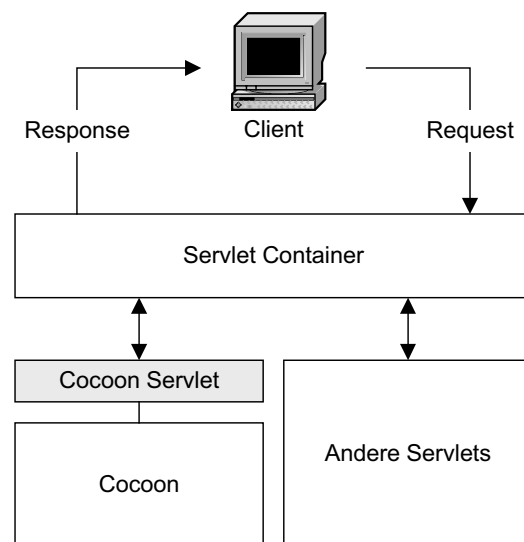 Response
Client
Request
Servlet Container
Cocoon Servlet
Cocoon
Andere Servlets